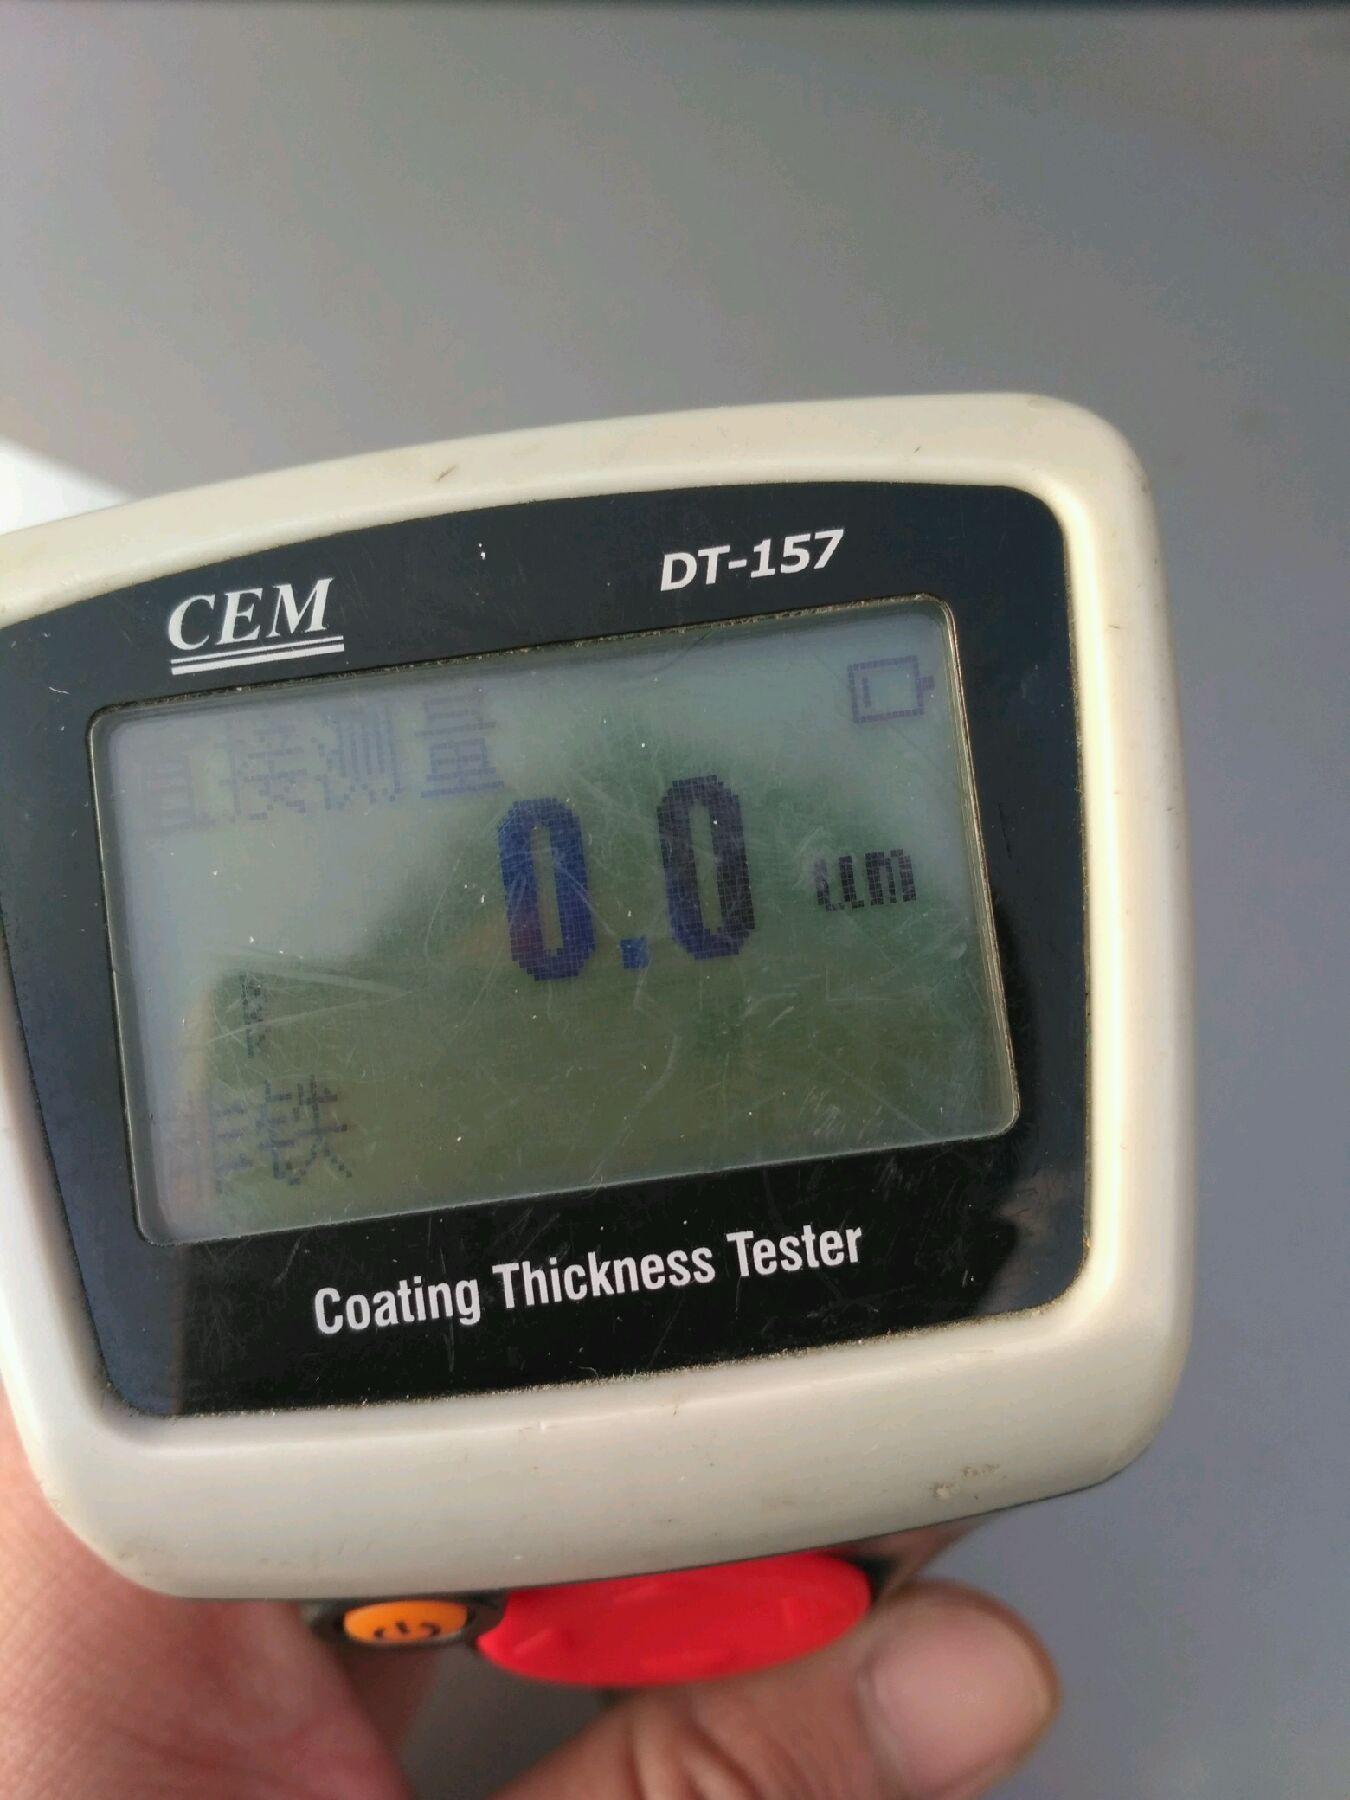 CEM
DT-157
直接测量
0.0 um
非铁
Coating Thickness Tester